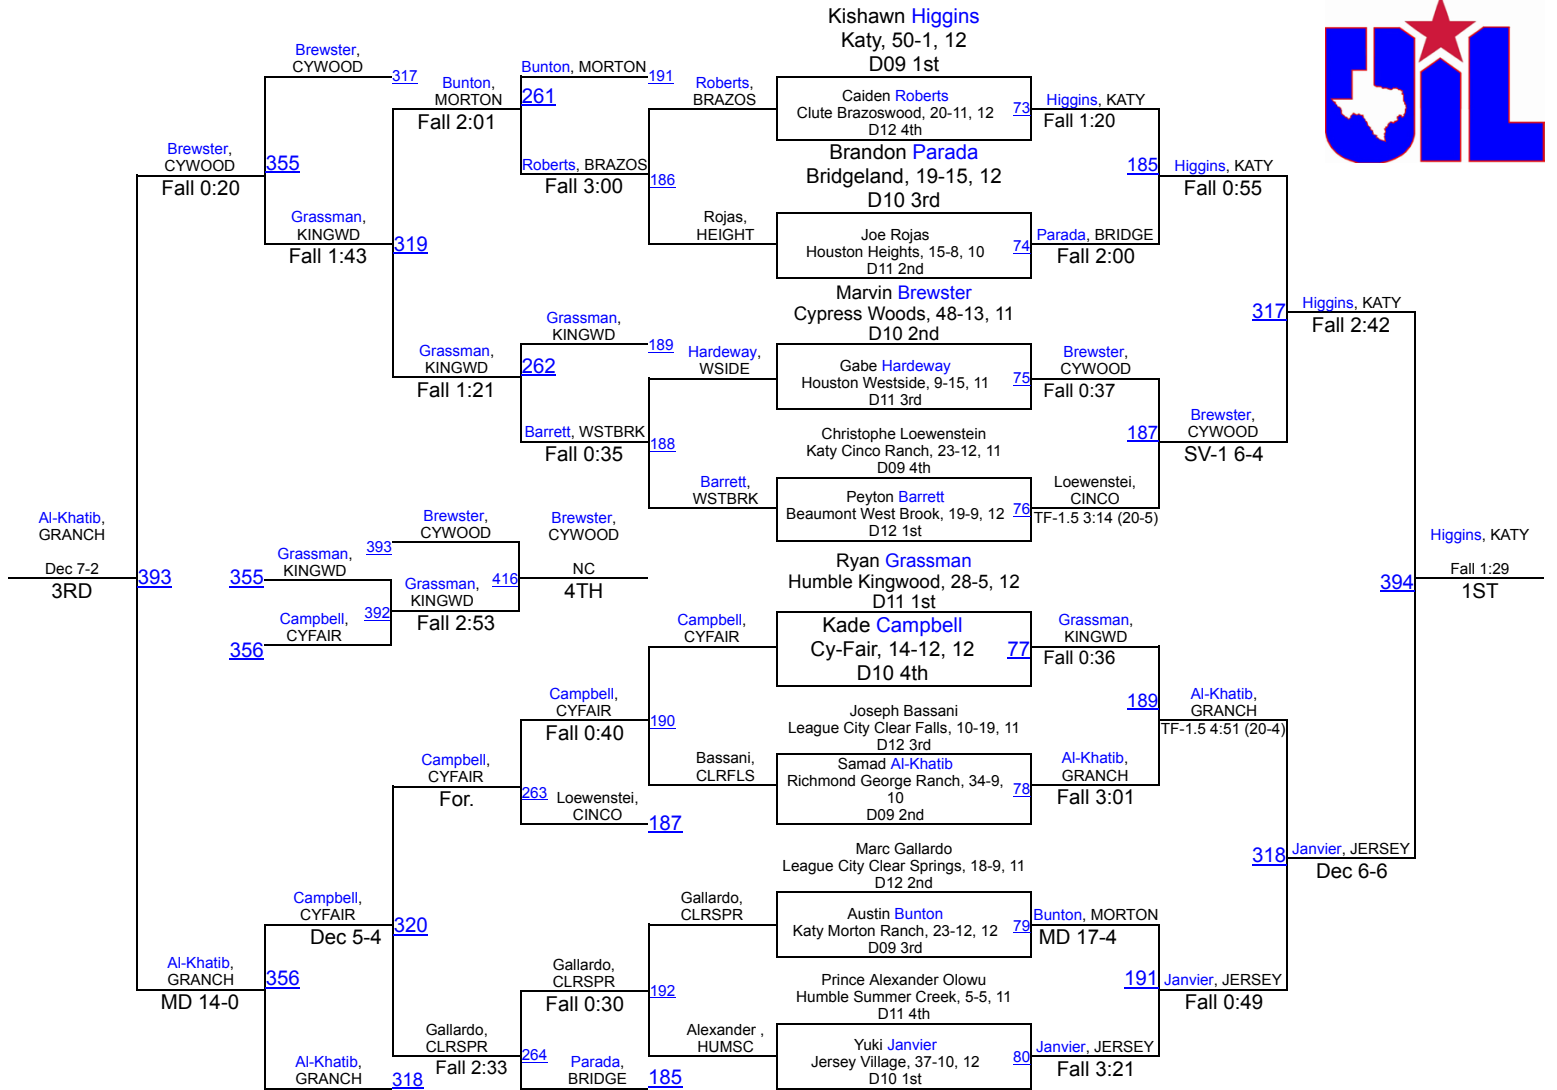 Kishawn Higgins
Katy, 50-1, 12
D09 1st
Caiden Roberts
Clute Brazoswood, 20-11, 12
D12 4th
73
Brandon Parada
Bridgeland, 19-15, 12
D10 3rd
Joe Rojas
Houston Heights, 15-8, 10
D11 2nd
74
Marvin Brewster
Cypress Woods, 48-13, 11
D10 2nd
Gabe Hardeway
Houston Westside, 9-15, 11
D11 3rd
75
Christophe Loewenstein
Katy Cinco Ranch, 23-12, 11
D09 4th
Peyton Barrett
Beaumont West Brook, 19-9, 12
D12 1st
76
Ryan Grassman
Humble Kingwood, 28-5, 12
D11 1st
Kade Campbell
Cy-Fair, 14-12, 12
D10 4th
77
Joseph Bassani
League City Clear Falls, 10-19, 11
D12 3rd
Samad Al-Khatib
Richmond George Ranch, 34-9,
10
D09 2nd
78
Marc Gallardo
League City Clear Springs, 18-9, 11
D12 2nd
Austin Bunton
Katy Morton Ranch, 23-12, 12
D09 3rd
79
Prince Alexander Olowu
Humble Summer Creek, 5-5, 11
D11 4th
Yuki Janvier
Jersey Village, 37-10, 12
D10 1st
80
Higgins, KATY
Fall 1:20
185
Parada, BRIDGE
Fall 2:00
Brewster,
CYWOOD
Fall 0:37
187
Loewenstei,
CINCO
TF-1.5 3:14 (20-5)
Grassman,
KINGWD
Fall 0:36
189
Al-Khatib,
GRANCH
Fall 3:01
Bunton, MORTON
MD 17-4
191
Janvier, JERSEY
Fall 3:21
Higgins, KATY
Fall 0:55
317
Brewster,
CYWOOD
SV-1 6-4
Al-Khatib,
GRANCH
TF-1.5 4:51 (20-4)
318
Janvier, JERSEY
Fall 0:49
Higgins, KATY
Fall 2:42
394
Janvier, JERSEY
Dec 6-6
Higgins, KATY
Fall 1:29
1ST
UIL
Roberts,
BRAZOS
186
Rojas,
HEIGHT
Hardeway,
WSIDE
188
Barrett,
WSTBRK
Campbell,
CYFAIR
190
Bassani,
CLRFLS
Gallardo,
CLRSPR
192
Alexander ,
HUMSC
Bunton, MORTON
191
261
Roberts, BRAZOS
Fall 3:00
Grassman,
KINGWD
189
262
Barrett, WSTBRK
Fall 0:35
Campbell,
CYFAIR
Fall 0:40
263
Loewenstei,
CINCO
187
Gallardo,
CLRSPR
Fall 0:30
264
Parada,
BRIDGE
185
Bunton,
MORTON
Fall 2:01
319
Grassman,
KINGWD
Fall 1:21
Campbell,
CYFAIR
For.
320
Gallardo,
CLRSPR
Fall 2:33
Brewster,
CYWOOD
317
355
Grassman,
KINGWD
Fall 1:43
Campbell,
CYFAIR
Dec 5-4
356
Al-Khatib,
GRANCH
318
Brewster,
CYWOOD
Fall 0:20
393
Al-Khatib,
GRANCH
MD 14-0
Al-Khatib,
GRANCH
Dec 7-2
3RD
Grassman,
KINGWD
355
392
Campbell,
CYFAIR
356
Brewster,
CYWOOD
393
416
Grassman,
KINGWD
Fall 2:53
Brewster,
CYWOOD
NC
4TH